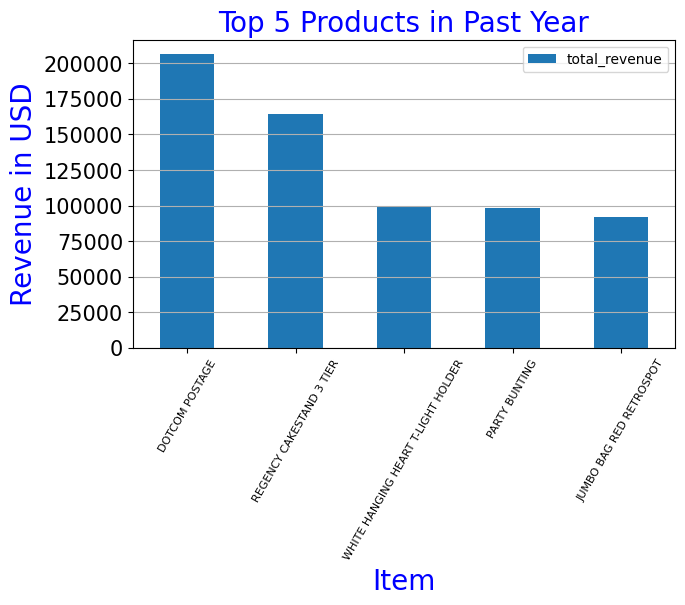 Top 5 Products in Past Year
total_revenue
Revenue in USD
200000
175000
150000
125000
100000
75000
50000
25000
0
DOTCOM POSTAGE
REGENCY CAKESTAND 3 TIER
WHITE HANGING HEART T-LIGHT HOLDER
PARTY BUNTING
JUMBO BAG RED RETROSPOT
Item